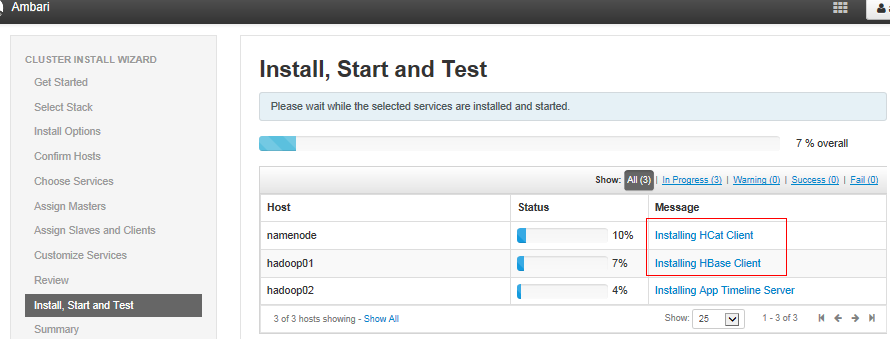 Ambari
CLUSTER INSTALL WIZARD
Get Started
Select Stack
Install Options
Confirm Hosts
Choose Services
Assign Masters
Assign Slaves and Clients
Customize Services
Review
Install, Start and Test
Summary
Install, Start and Test
Please wait while the selected services are installed and started.
7 % overall
Show: All (3) | In Progress (3) | Warning (0) | Success (0) | Fail (0)
Host Status Message
namenode 10% Installing HCat Client
hadoop01 7% Installing HBase Client
hadoop02 4% Installing App Timeline Server
3 of 3 hosts showing - Show All Show: 25 1 - 3 of 3